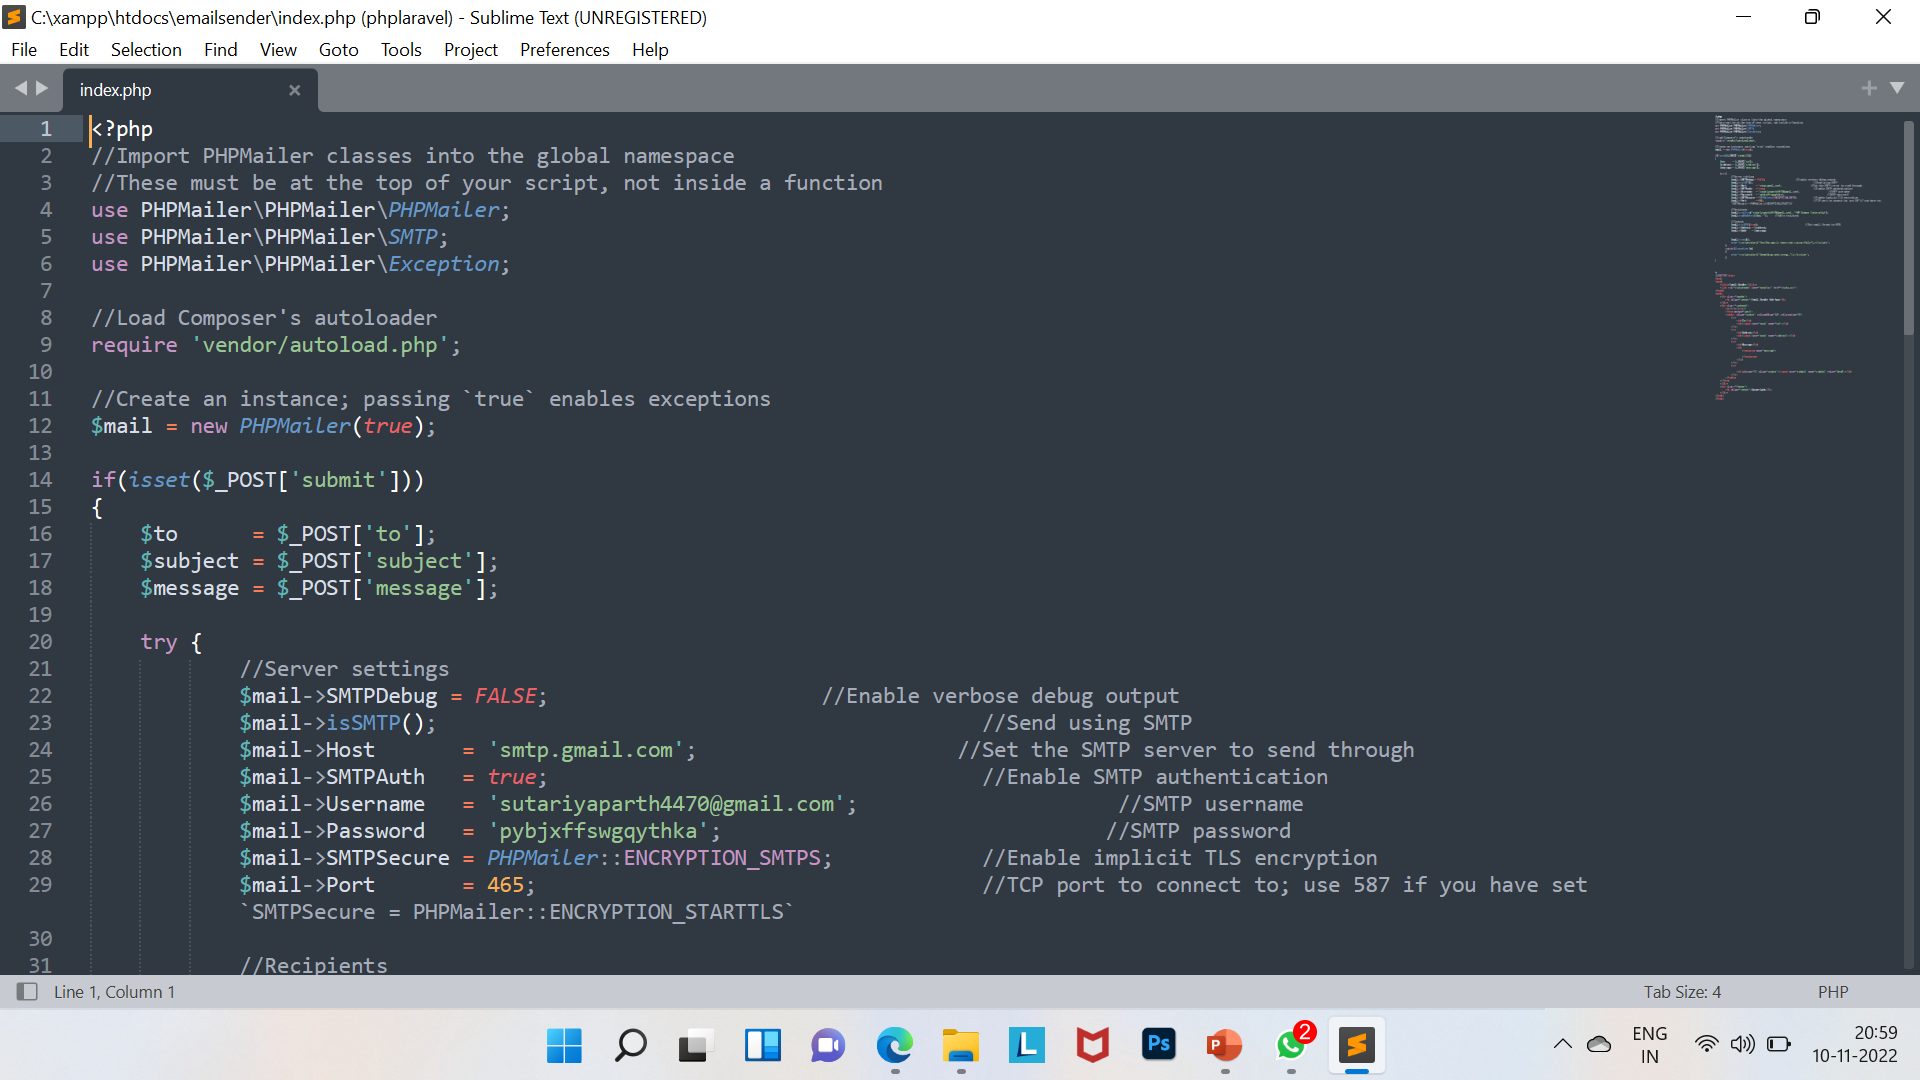 C:\xampp\htdocs\emailsender\index.php (phplaravel) - Sublime Text (UNREGISTERED)
File Edit Selection Find View Goto Tools Project Preferences Help
index.php
1 <?php
2 //Import PHPMailer classes into the global namespace
3 //These must be at the top of your script, not inside a function
4 use PHPMailer\PHPMailer\PHPMailer;
5 use PHPMailer\PHPMailer\SMTP;
6 use PHPMailer\PHPMailer\Exception;
7
8 //Load Composer's autoloader
9 require 'vendor/autoload.php';
10
11 //Create an instance; passing `true` enables exceptions
12 $mail = new PHPMailer(true);
13
14 if(isset($_POST['submit']))
15 {
16 $to = $_POST['to'];
17 $subject = $_POST['subject'];
18 $message = $_POST['message'];
19
20 try {
21 //Server settings
22 $mail->SMTPDebug = FALSE; //Enable verbose debug output
23 $mail->isSMTP(); //Send using SMTP
24 $mail->Host = 'smtp.gmail.com'; //Set the SMTP server to send through
25 $mail->SMTPAuth = true; //Enable SMTP authentication
26 $mail->Username = 'sutariyaparth4470@gmail.com'; //SMTP username
27 $mail->Password = 'pybjxffswgqythka'; //SMTP password
28 $mail->SMTPSecure = PHPMailer::ENCRYPTION_SMTPS; //Enable implicit TLS encryption
29 $mail->Port = 465; //TCP port to connect to; use 587 if you have set
`SMTPSecure = PHPMailer::ENCRYPTION_STARTTLS`
30
31 //Recipients
Line 1, Column 1 Tab Size: 4 PHP
L Ps P 2
ENG
IN
20:59
10-11-2022